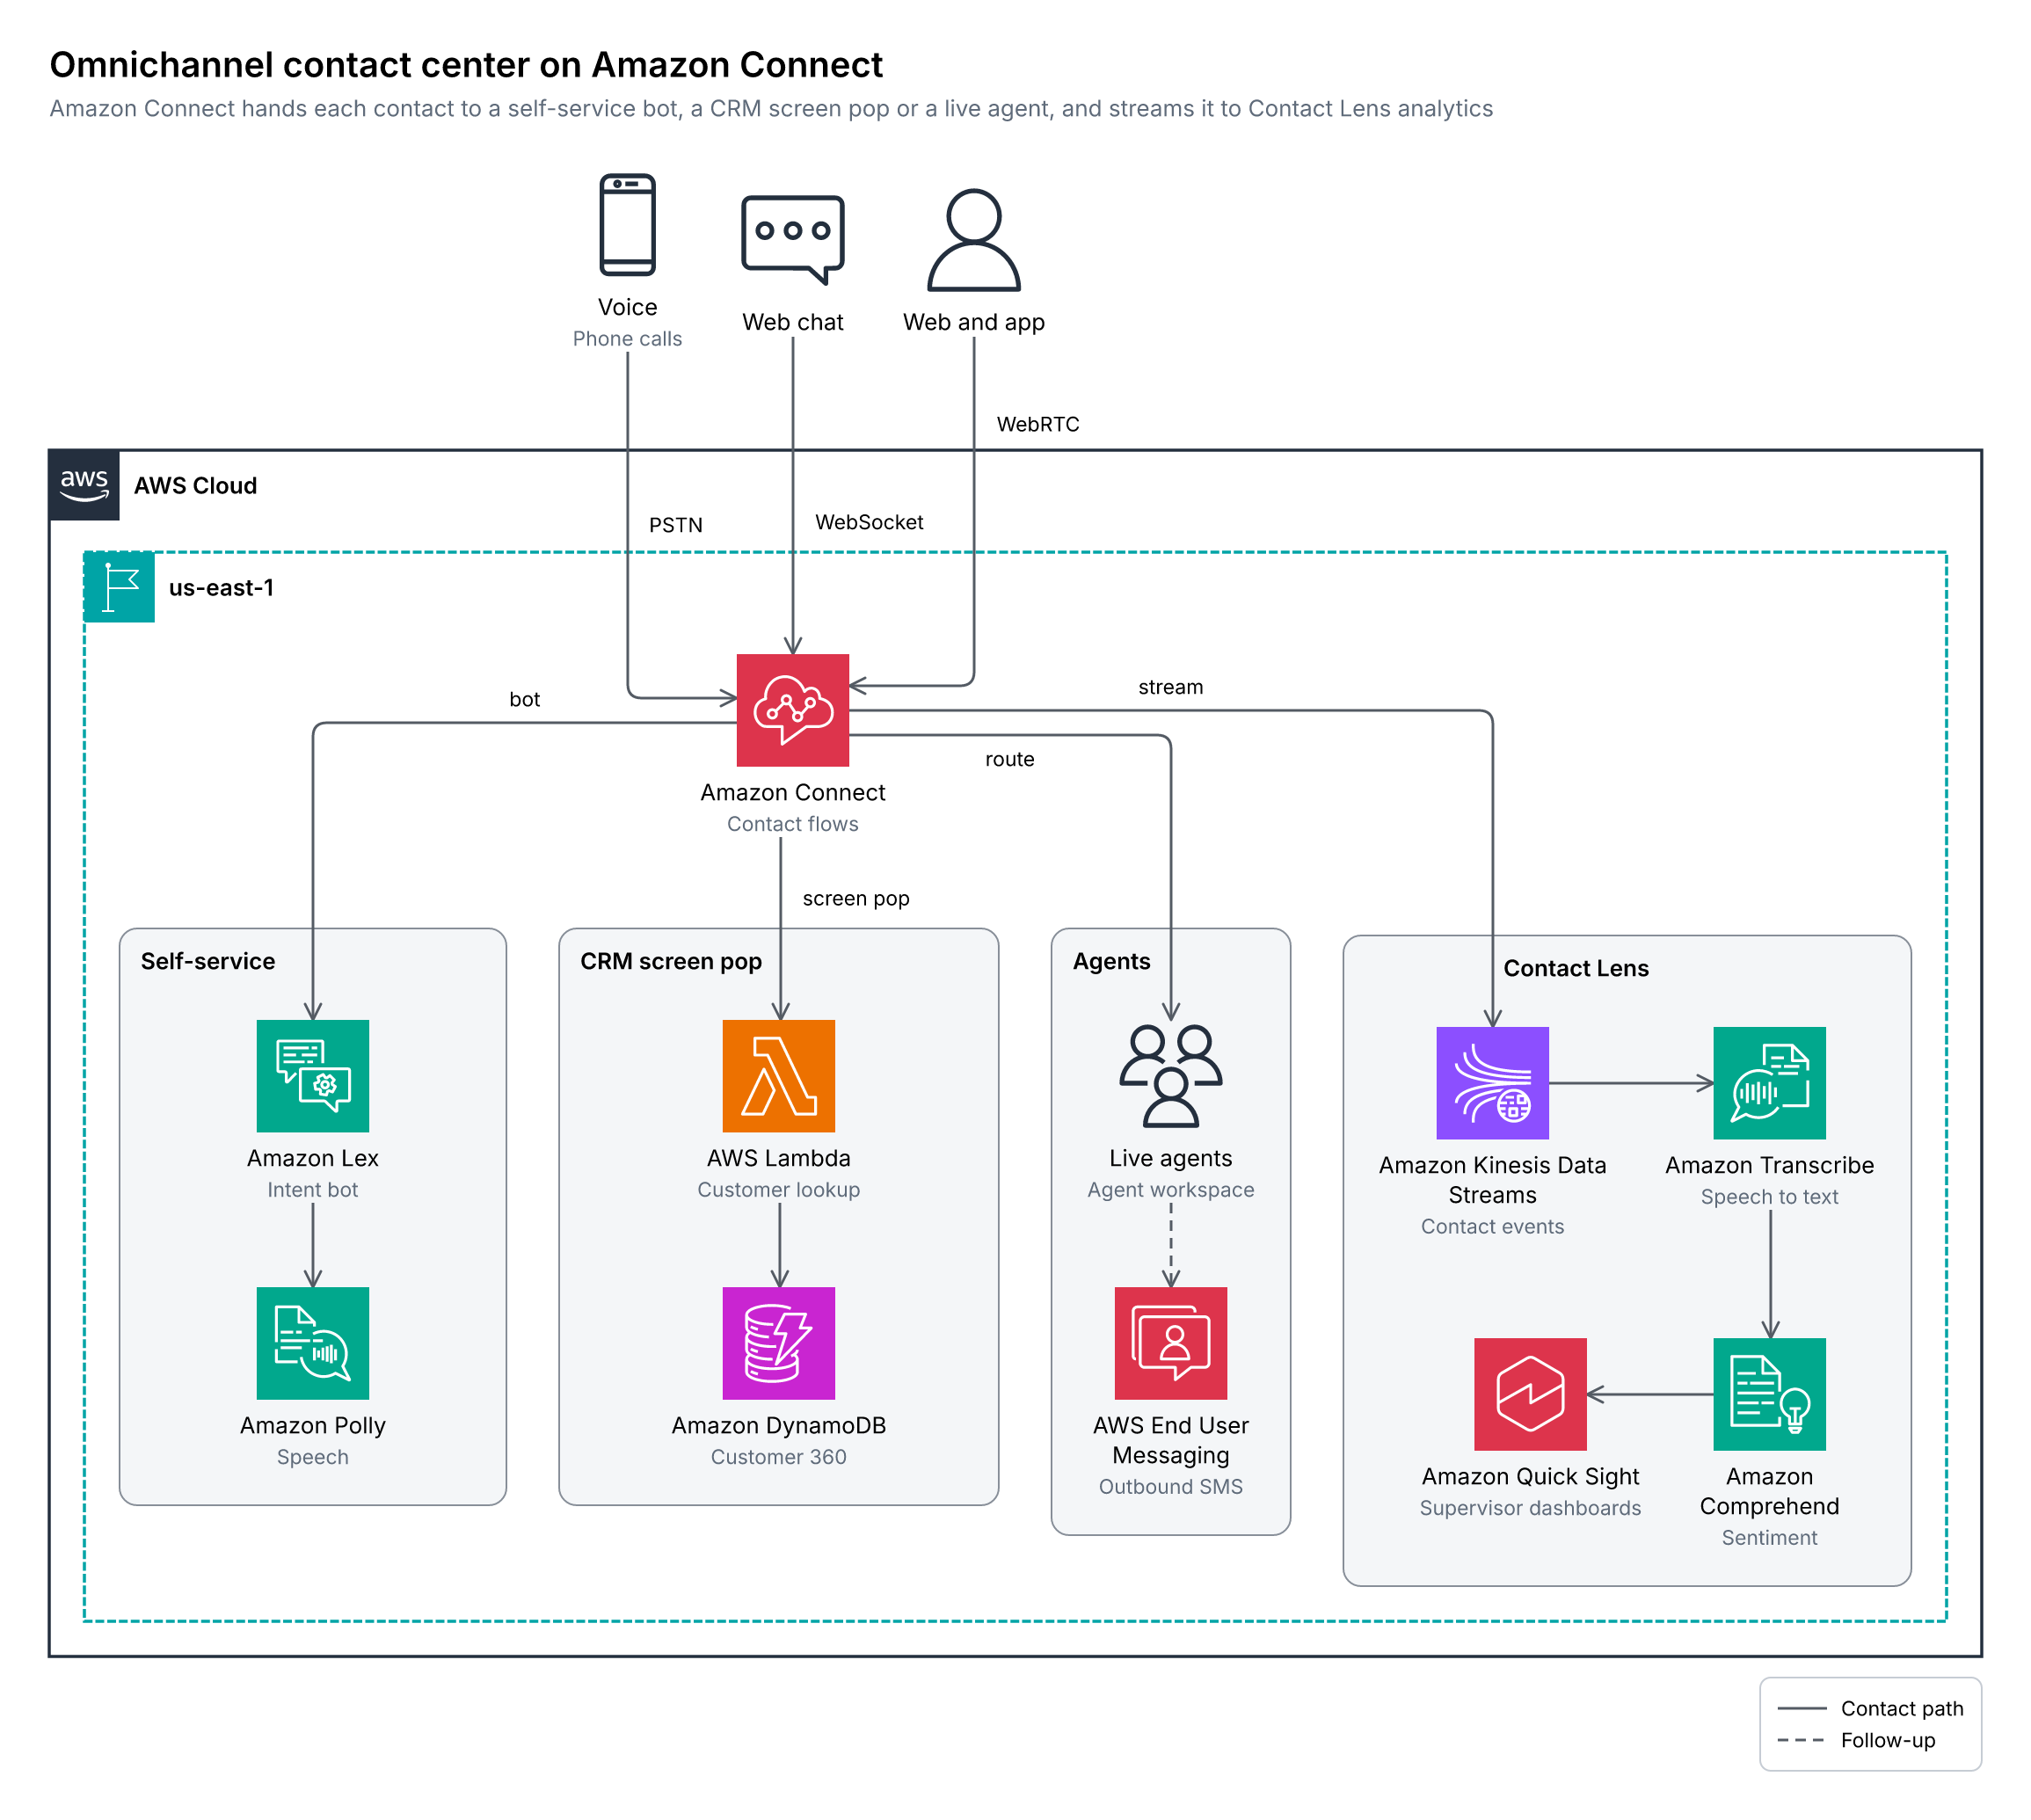 Omnichannel contact center on Amazon Connect
Amazon Connect hands each contact to a self-service bot, a CRM screen pop or a live agent, and streams it to Contact Lens analytics
Voice
Phone calls
Web chat
Web and app
WebRTC
aws
AWS Cloud
PSTN
WebSocket
us-east-1
bot
stream
route
Amazon Connect
Contact flows
screen pop
Self-service
CRM screen pop
Agents
Contact Lens
Amazon Lex
Intent bot
AWS Lambda
Customer lookup
Live agents
Agent workspace
Amazon Kinesis Data
Streams
Contact events
Amazon Transcribe
Speech to text
Amazon Polly
Speech
Amazon DynamoDB
Customer 360
AWS End User
Messaging
Outbound SMS
Amazon Quick Sight
Supervisor dashboards
Amazon
Comprehend
Sentiment
Contact path
Follow-up